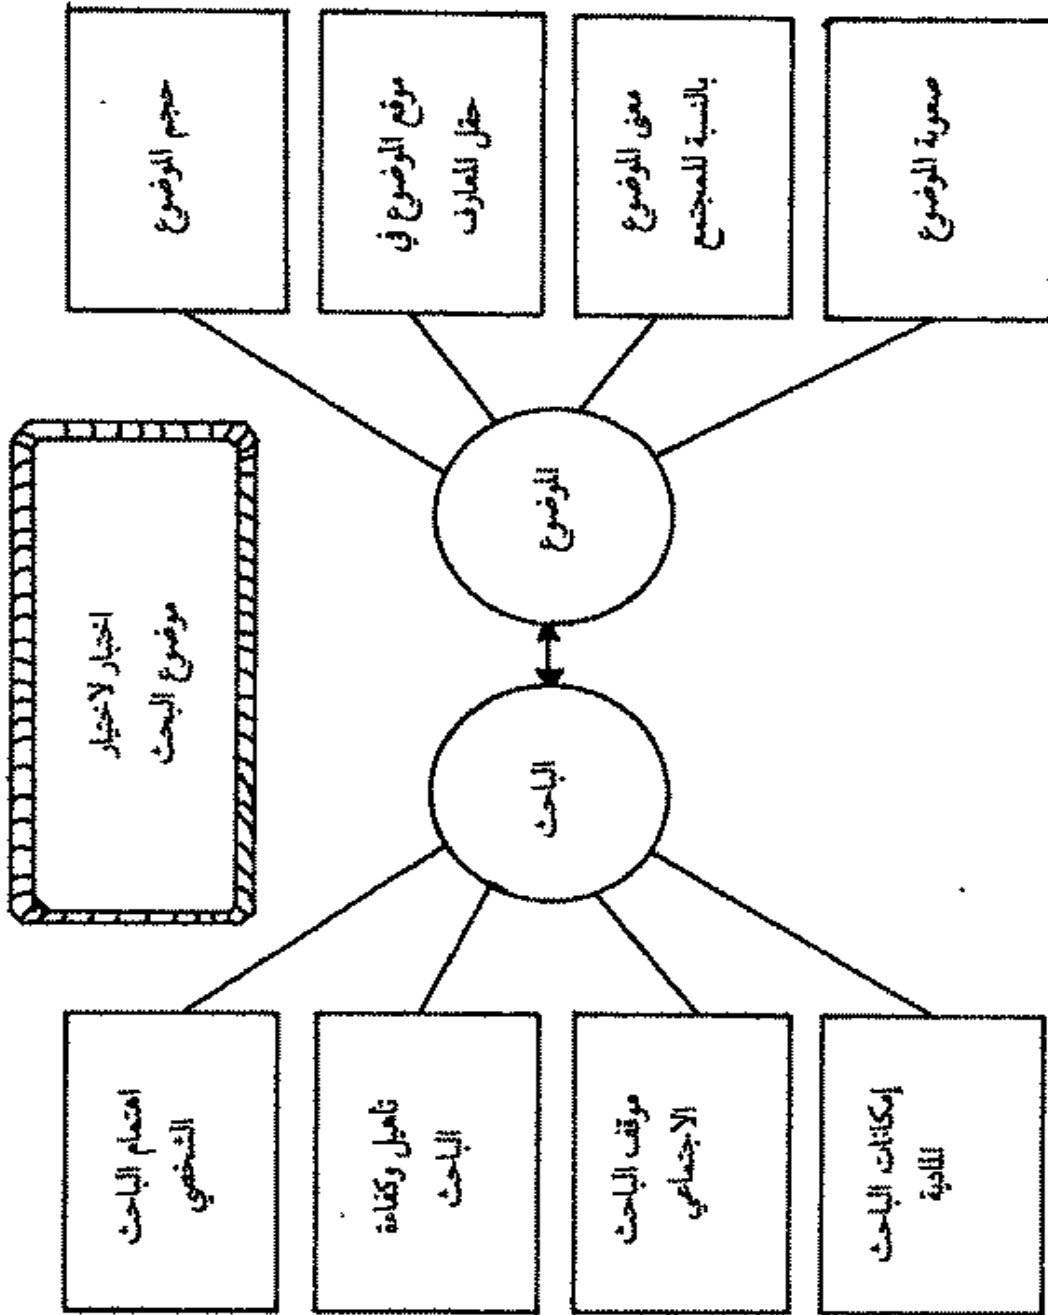 اختبار لاختيار
موضوع البحث
الموضوع
الباحث
حجم الموضوع
موقع الموضوع في
حقل المعارف
معنى الموضوع
بالنسبة للمجتمع
صعوبة الموضوع
اهتمام الباحث
الشخصي
تأهيل وكفاءة
الباحث
موقف الباحث
الاجتماعي
إمكانات الباحث
المادية